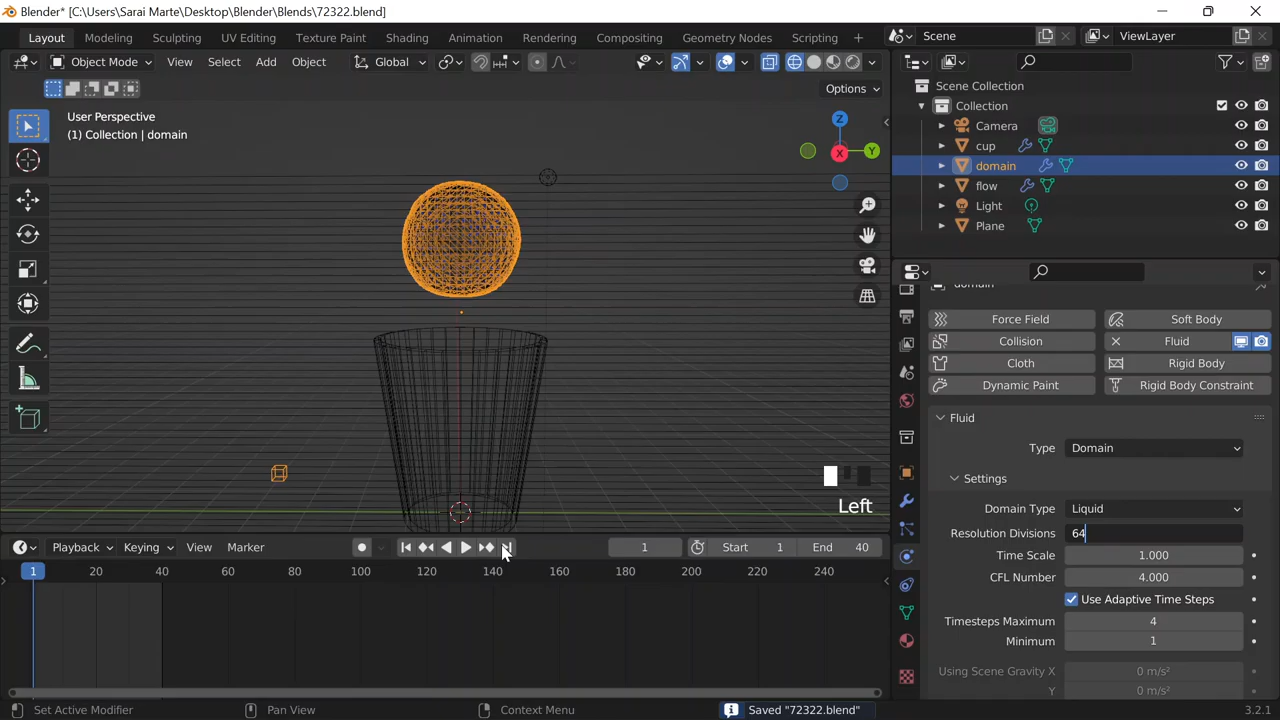 Blender* [C:\Users\Sarai Marte\Desktop\Blender\Blends\72322.blend]
Layout Modeling Sculpting UV Editing Texture Paint Shading Animation Rendering Compositing Geometry Nodes Scripting + Scene ViewLayer
Object Mode View Select Add Object Global
Options
User Perspective
(1) Collection | domain
Z
Y
X
Left
Playback Keying View Marker 1 Start 1 End 40
1 20 40 60 80 100 120 140 160 180 200 220 240
Scene Collection
Collection
Camera
cup
domain
flow
Light
Plane
domain
Force Field Soft Body
Collision Fluid
Cloth Rigid Body
Dynamic Paint Rigid Body Constraint
Fluid
Type Domain
Settings
Domain Type Liquid
Resolution Divisions 64
Time Scale 1.000
CFL Number 4.000
Use Adaptive Time Steps
Timesteps Maximum 4
Minimum 1
Using Scene Gravity X 0 m/s²
Y 0 m/s²
Set Active Modifier Pan View Context Menu Saved "72322.blend" 3.2.1